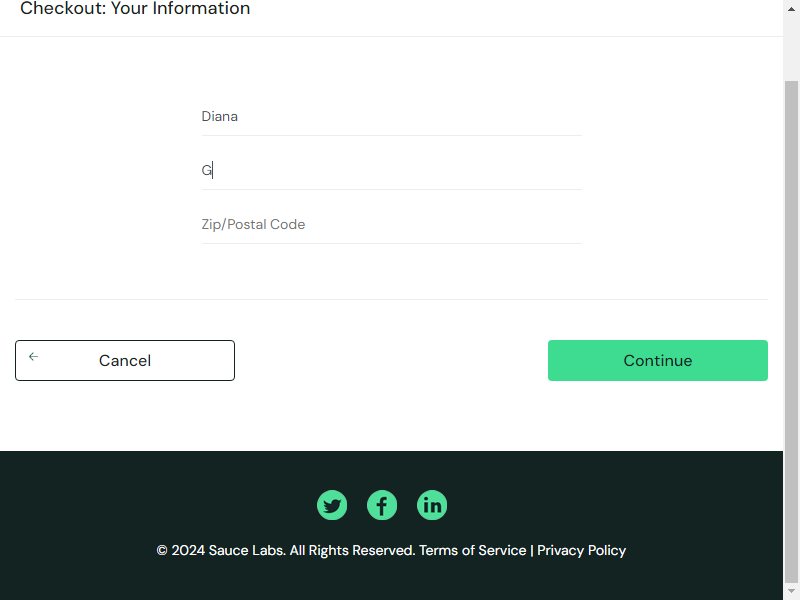 Checkout: Your Information
Diana
G
Zip/Postal Code
Cancel
Continue
© 2024 Sauce Labs. All Rights Reserved. Terms of Service | Privacy Policy